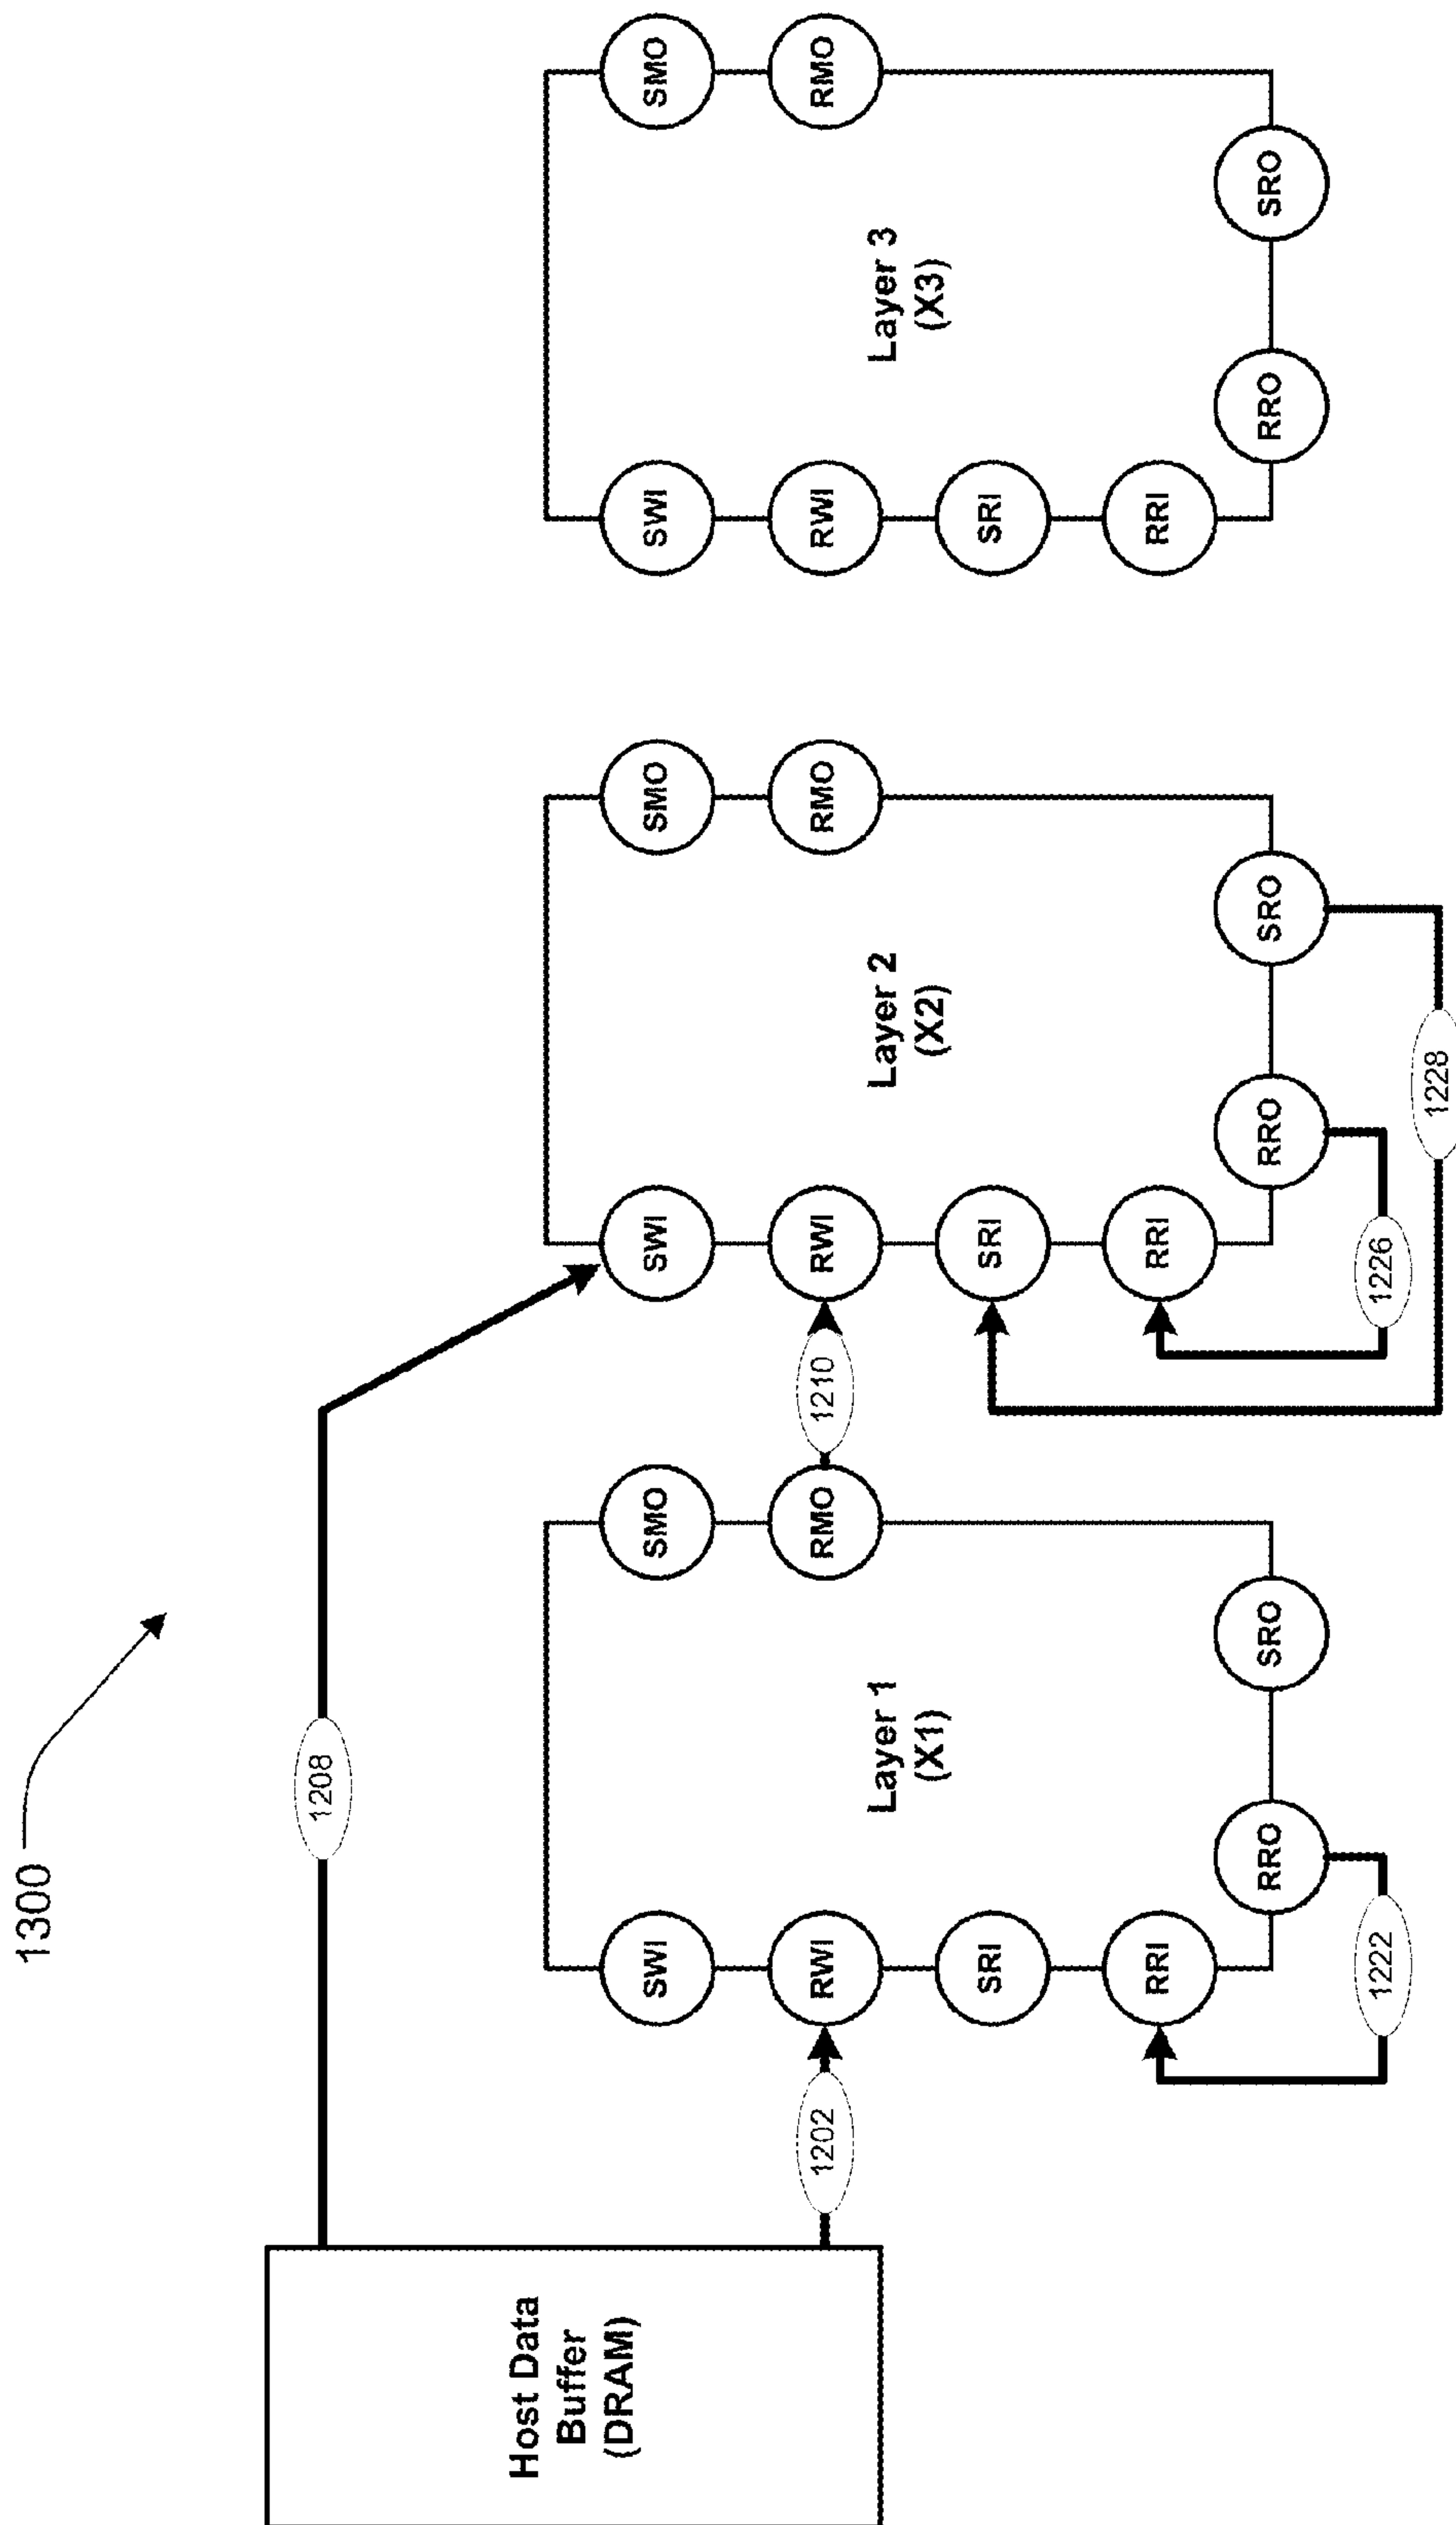 1300
1208
Host Data
Buffer
(DRAM)
1202
SWI
RWI
SRI
RRI
Layer 1
(X1)
SMO
RMO
RRO
SRO
1222
1210
SWI
RWI
SRI
RRI
Layer 2
(X2)
SMO
RMO
RRO
SRO
1226
1228
SWI
RWI
SRI
RRI
Layer 3
(X3)
SMO
RMO
RRO
SRO